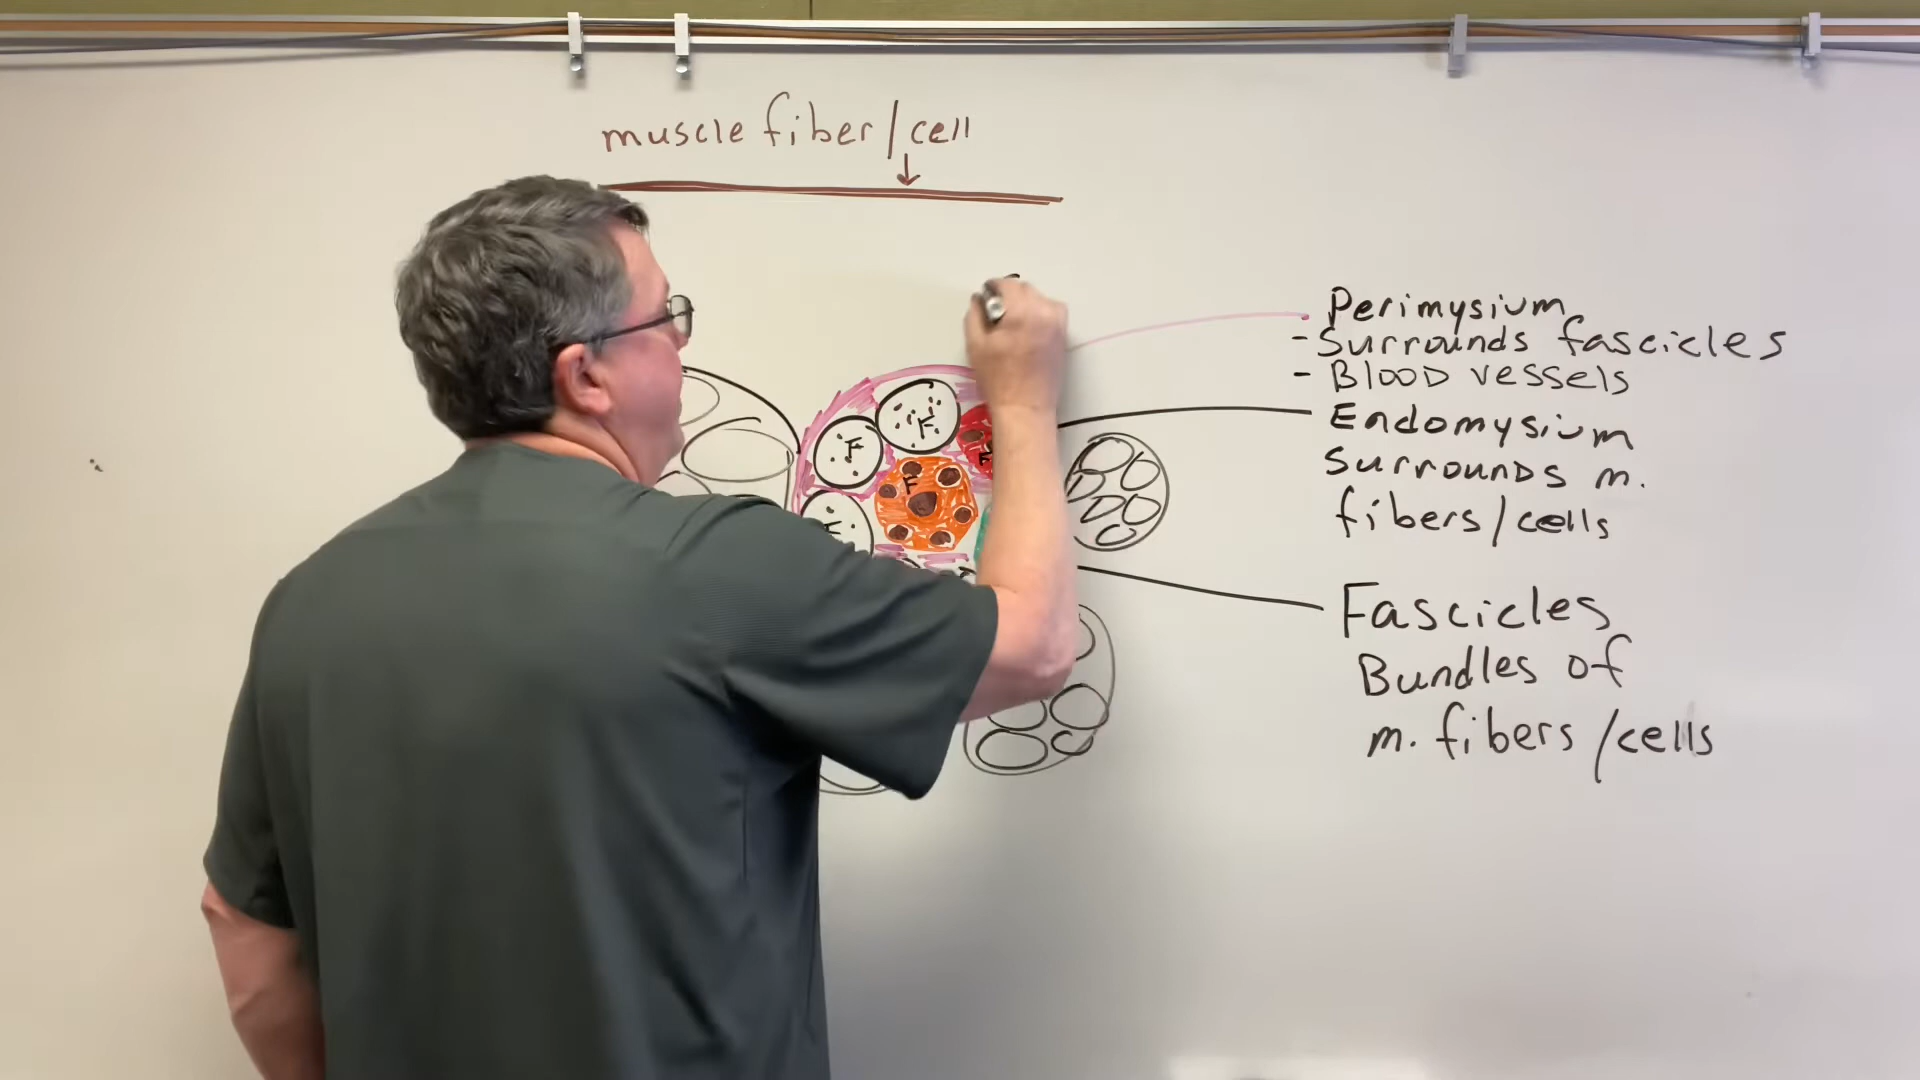 muscle fiber/cell
Perimysium
- Surrounds fascicles
- Blood vessels
Endomysium
Surrounds m.
fibers/cells
Fascicles
Bundles of
m. fibers/cells
F
F
F
F